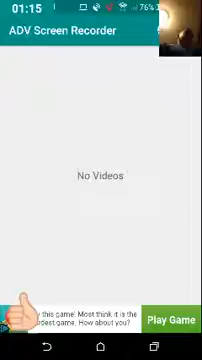 01:15 76%
ADV Screen Recorder
No Videos
this game! Most think it is the
game. How about you?
Play Game